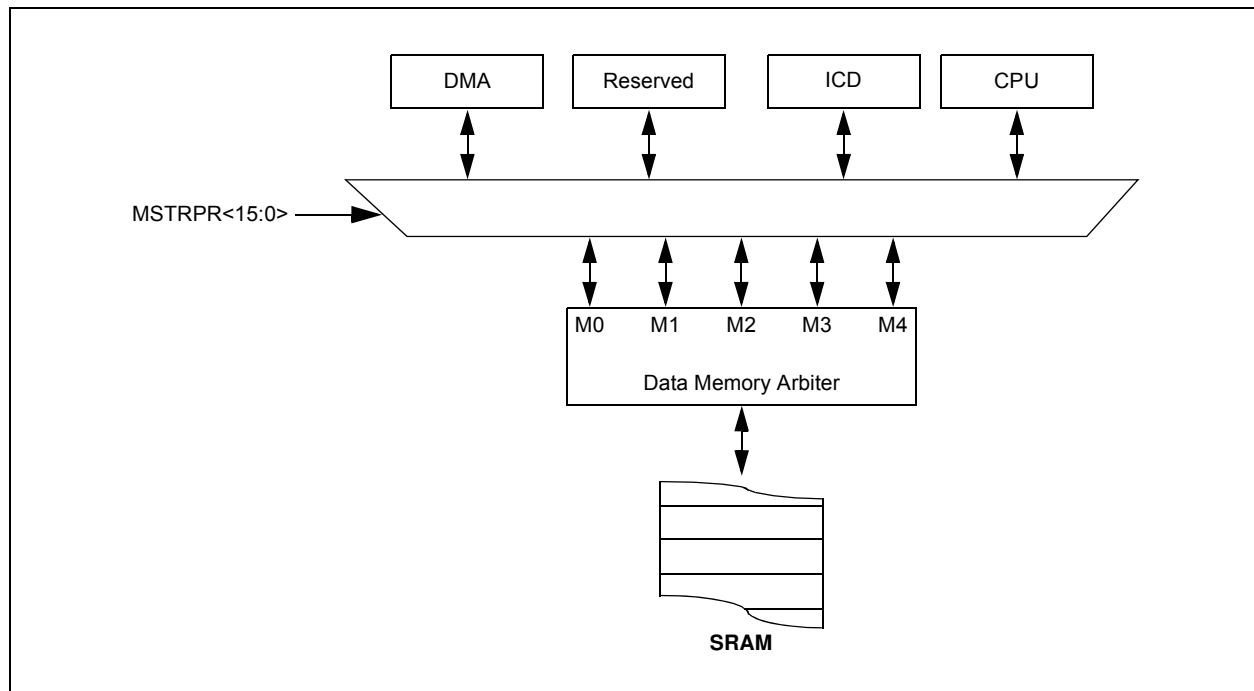 DMA Reserved ICD CPU
MSTRPR<15:0>
M0 M1 M2 M3 M4
Data Memory Arbiter
SRAM